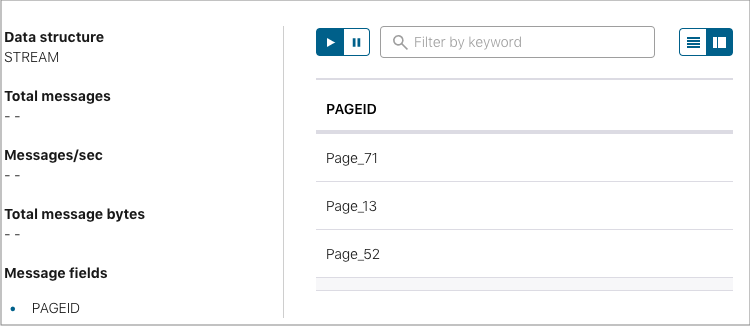 Data structure
STREAM
Total messages
- -
Messages/sec
- -
Total message bytes
- -
Message fields
• PAGEID
Filter by keyword
PAGEID
Page_71
Page_13
Page_52